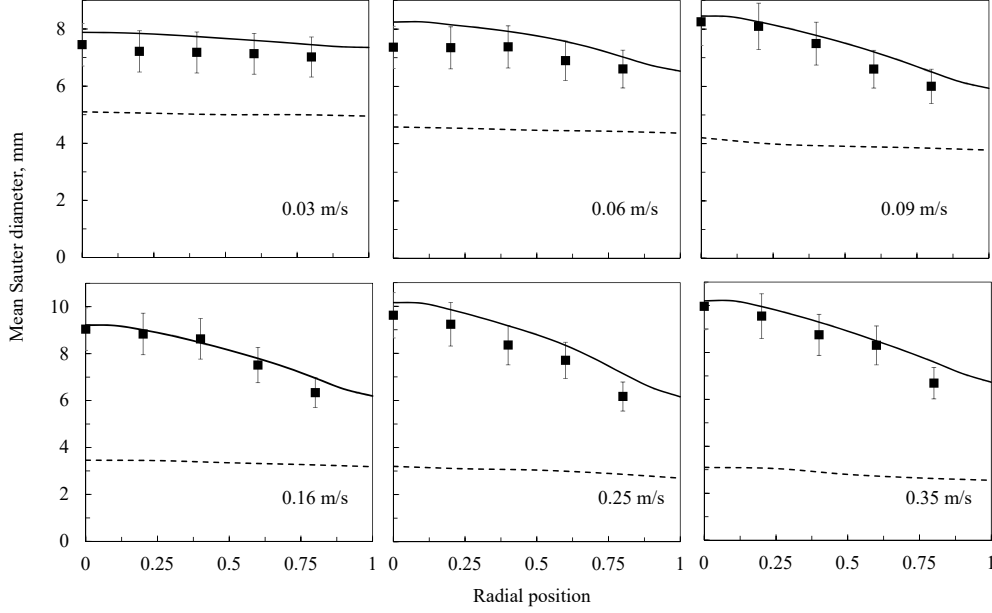 8
6
4
2
0
0.03 m/s
0.06 m/s
0.09 m/s
Mean Sauter diameter, mm
10
8
6
4
2
0
0.16 m/s
0.25 m/s
0.35 m/s
0 0.25 0.5 0.75 1 0 0.25 0.5 0.75 1 0 0.25 0.5 0.75 1
Radial position